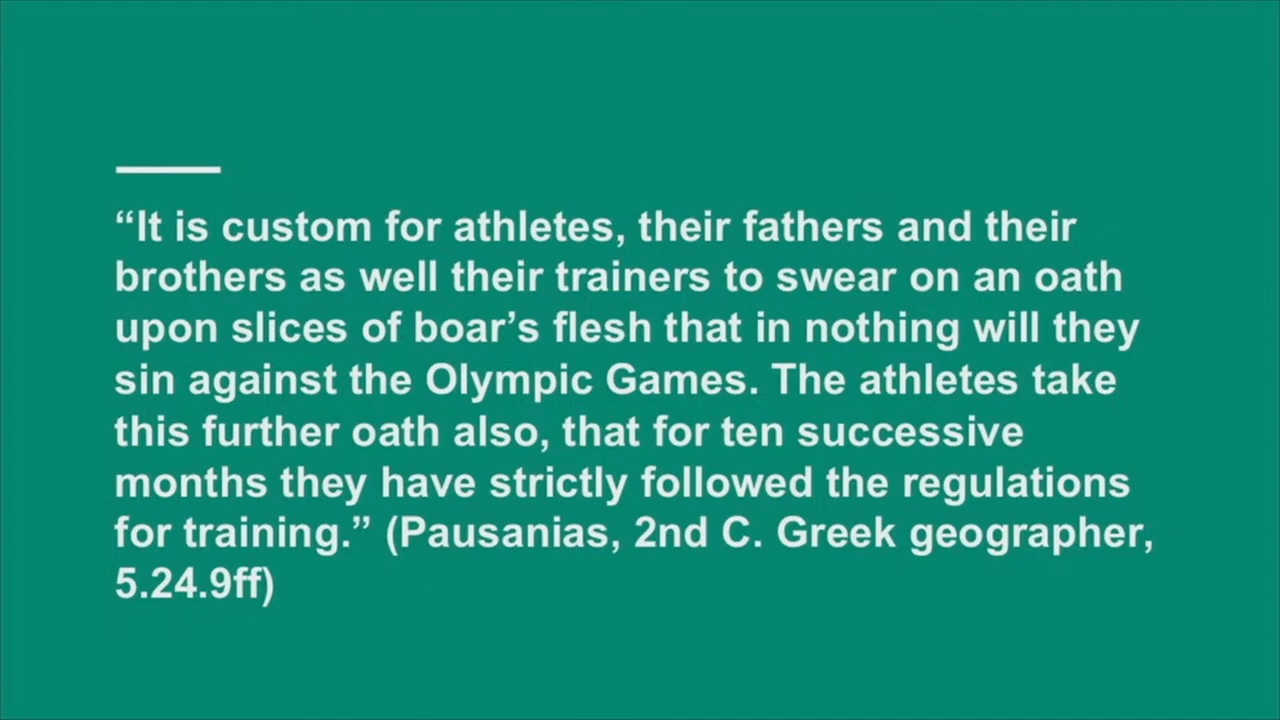 “It is custom for athletes, their fathers and their
brothers as well their trainers to swear on an oath
upon slices of boar’s flesh that in nothing will they
sin against the Olympic Games. The athletes take
this further oath also, that for ten successive
months they have strictly followed the regulations
for training.” (Pausanias, 2nd C. Greek geographer,
5.24.9ff)